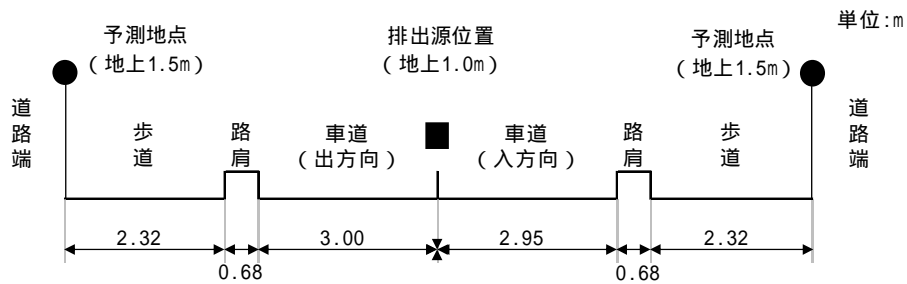 単位:m
予測地点
（地上1.5m）
排出源位置
（地上1.0m）
予測地点
（地上1.5m）
道路端
歩道
路肩
車道
（出方向）
車道
（入方向）
路肩
歩道
道路端
2.32
3.00
2.95
2.32
0.68
0.68